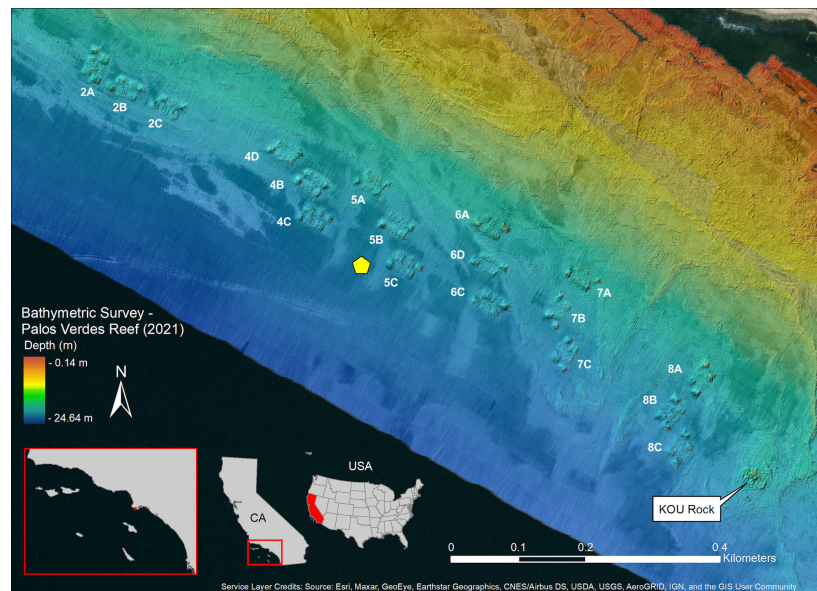 2A
2B
2C
4D
4B
4C
5A
5B
5C
6A
6D
6C
7A
7B
7C
8A
8B
8C
KOU Rock
Bathymetric Survey -
Palos Verdes Reef (2021)
Depth (m)
- 0.14 m
- 24.64 m
N
CA
USA
0 0.1 0.2 0.4
Kilometers
Service Layer Credits: Source: Esri, Maxar, GeoEye, Earthstar Geographics, CNES/Airbus DS, USDA, USGS, AeroGRID, IGN, and the GIS User Community